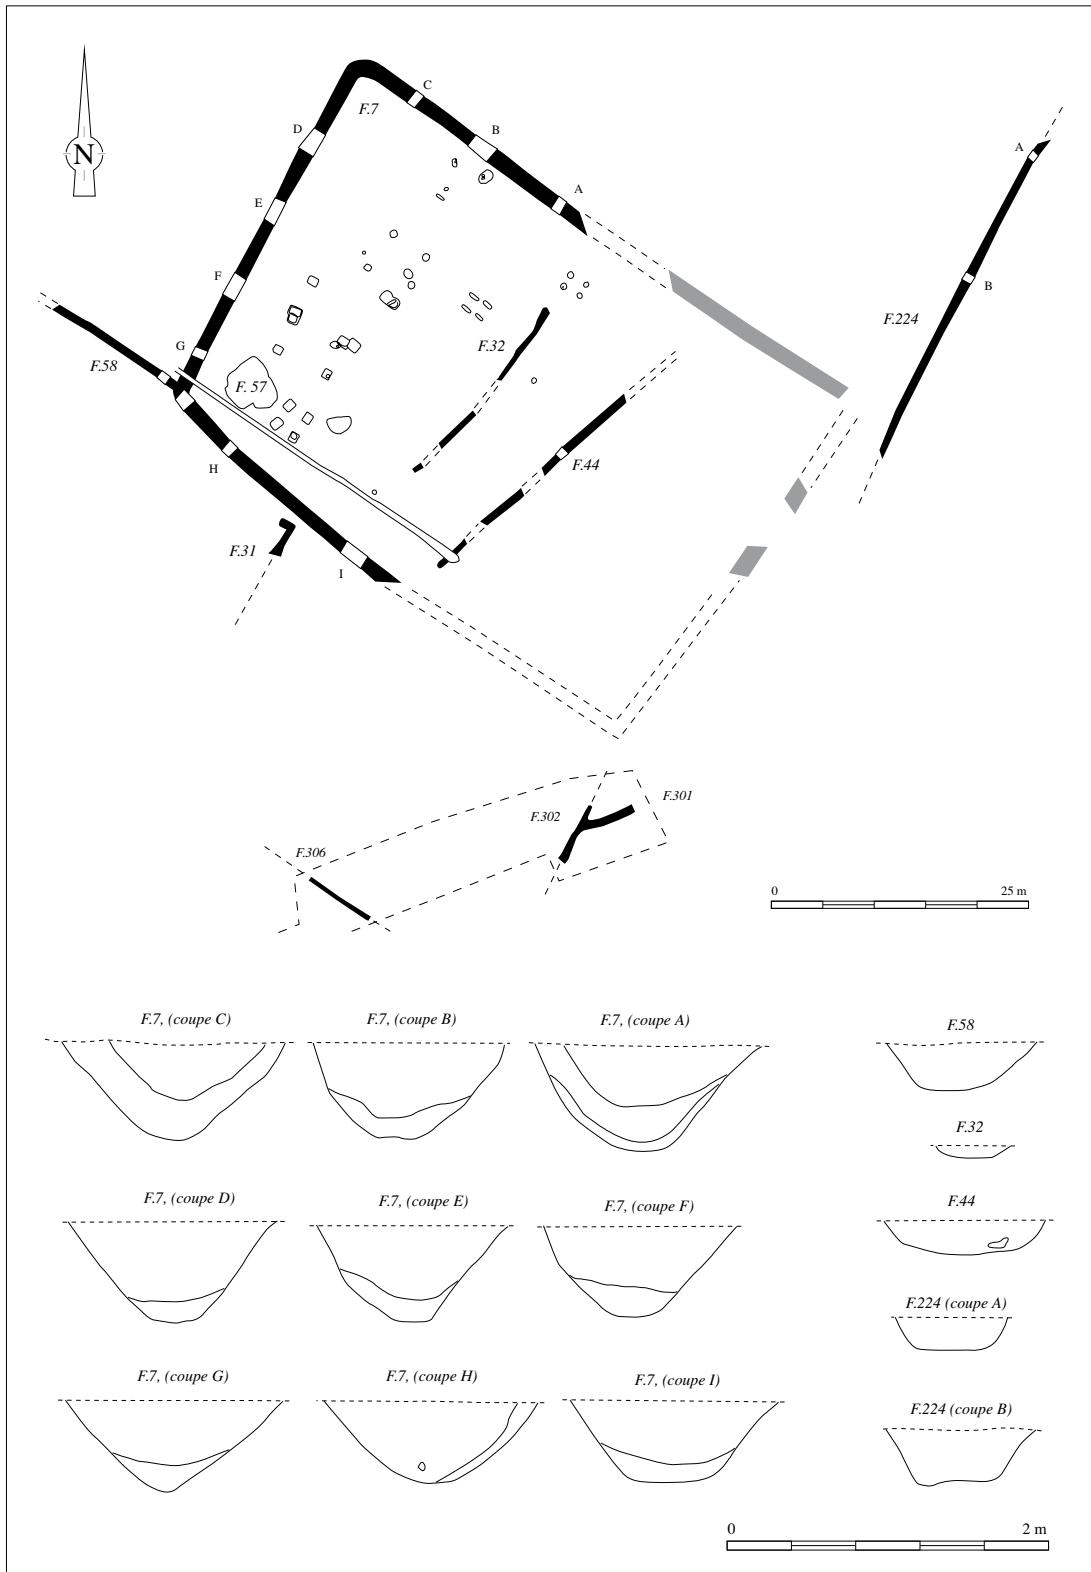 C
F.7
D
B
N
A
A
E
F
B
F.224
G
F.32
F.58
F. 57
F.44
H
F.31
I
F.301
F.302
F.306
0 25 m
F.7, (coupe C) F.7, (coupe B) F.7, (coupe A) F.58
F.32
F.7, (coupe D) F.7, (coupe E) F.7, (coupe F) F.44
F.224 (coupe A)
F.7, (coupe G) F.7, (coupe H) F.7, (coupe I)
F.224 (coupe B)
0 2 m